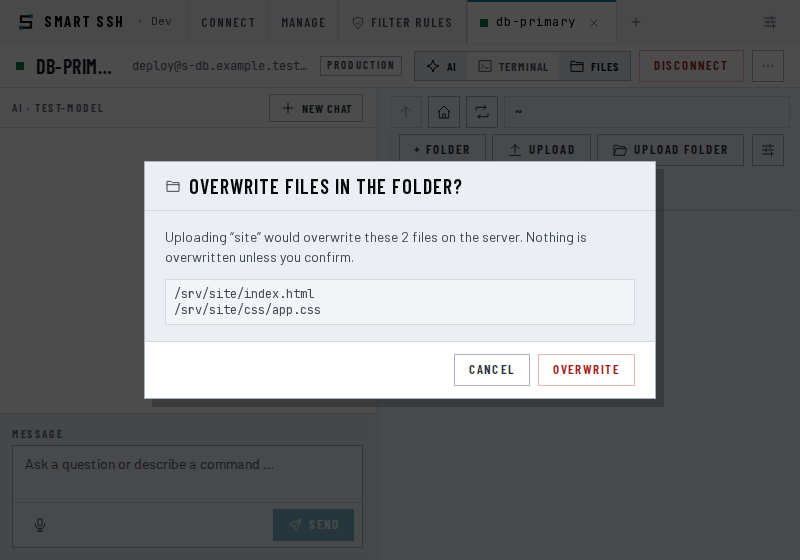 SMART SSH · Dev CONNECT MANAGE FILTER RULES db-primary × +
DB-PRIM... deploy@s-db.example.test… PRODUCTION AI TERMINAL FILES DISCONNECT ...
AI · TEST-MODEL + NEW CHAT ~
+ FOLDER UPLOAD UPLOAD FOLDER
OVERWRITE FILES IN THE FOLDER?
Uploading “site” would overwrite these 2 files on the server. Nothing is
overwritten unless you confirm.
/srv/site/index.html
/srv/site/css/app.css
CANCEL OVERWRITE
MESSAGE
Ask a question or describe a command ...
SEND